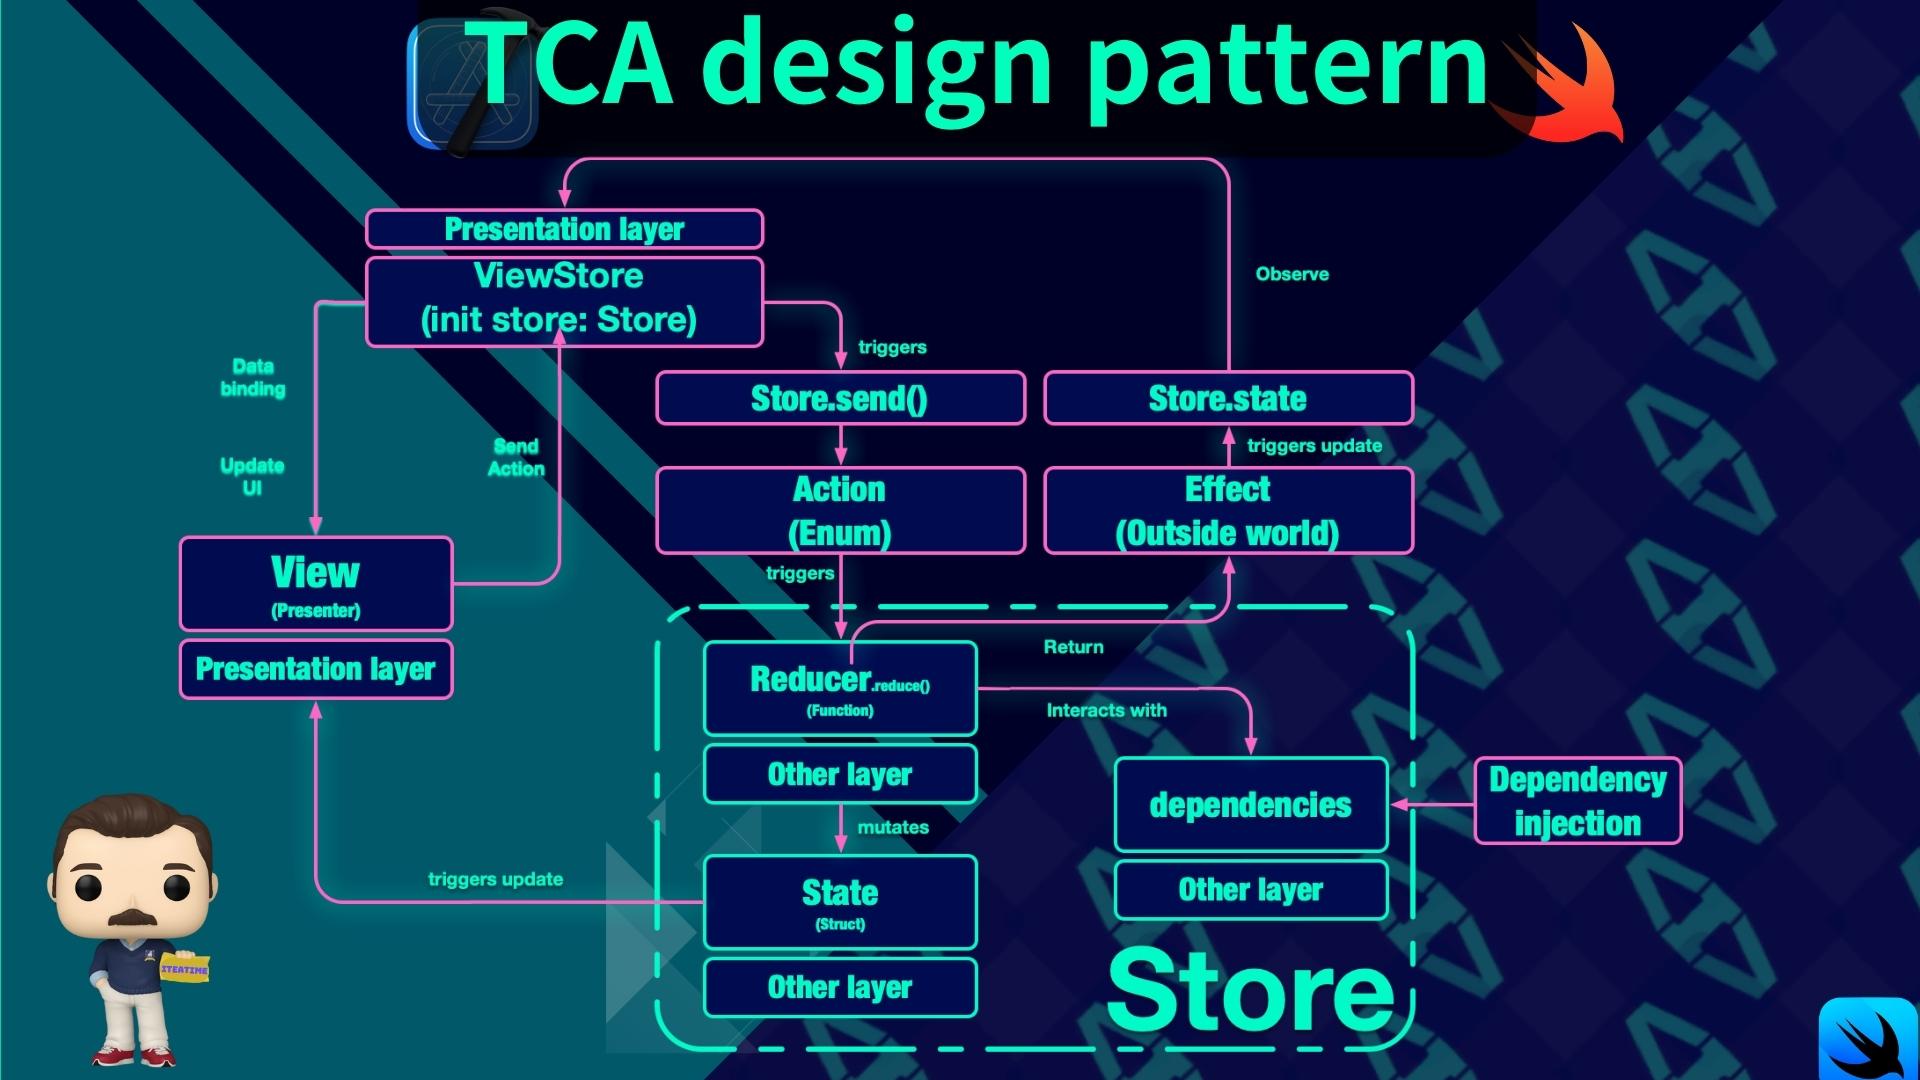 TCA design pattern
Presentation layer
ViewStore
(init store: Store)
Observe
triggers
Data
binding
Store.send()
Store.state
Send
Action
triggers update
Update
UI
Action
(Enum)
Effect
(Outside world)
View
(Presenter)
triggers
Presentation layer
Return
Reducer.reduce()
(Function)
Interacts with
Other layer
dependencies
Dependency
injection
mutates
triggers update
State
(Struct)
Other layer
Other layer
Store
ITEATIME